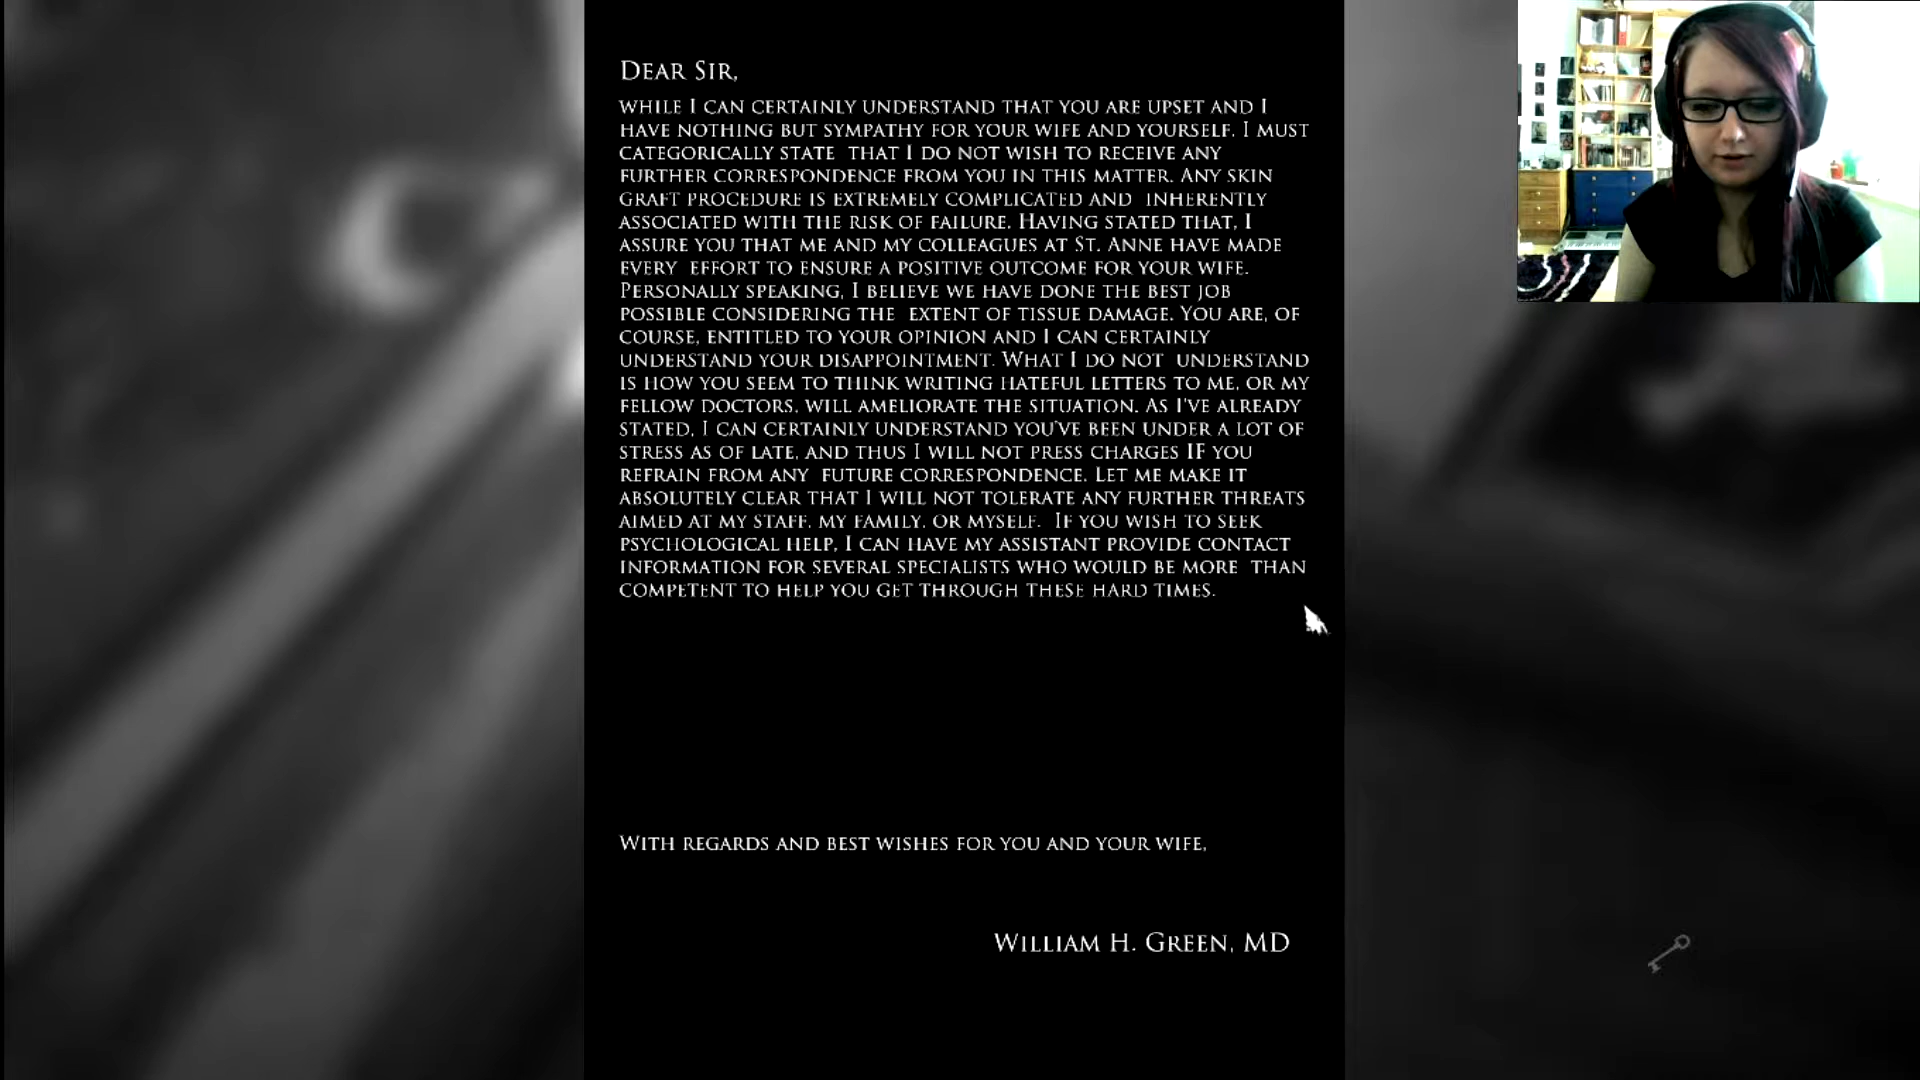 Dear Sir,
while I can certainly understand that you are upset and I
have nothing but sympathy for your wife and yourself. I must
categorically state that I do not wish to receive any
further correspondence from you in this matter. Any skin
graft procedure is extremely complicated and inherently
associated with the risk of failure. Having stated that, I
assure you that me and my colleagues at St. Anne have made
every effort to ensure a positive outcome for your wife.
Personally speaking, I believe we have done the best job
possible considering the extent of tissue damage. You are, of
course, entitled to your opinion and I can certainly
understand your disappointment. What I do not understand
is how you seem to think writing hateful letters to me, or my
fellow doctors, will ameliorate the situation. As I've already
stated, I can certainly understand you've been under a lot of
stress as of late, and thus I will not press charges IF you
refrain from any future correspondence. Let me make it
absolutely clear that I will not tolerate any further threats
aimed at my staff, my family, or myself. If you wish to seek
psychological help, I can have my assistant provide contact
information for several specialists who would be more than
competent to help you get through these hard times.
With regards and best wishes for you and your wife,
William H. Green, MD